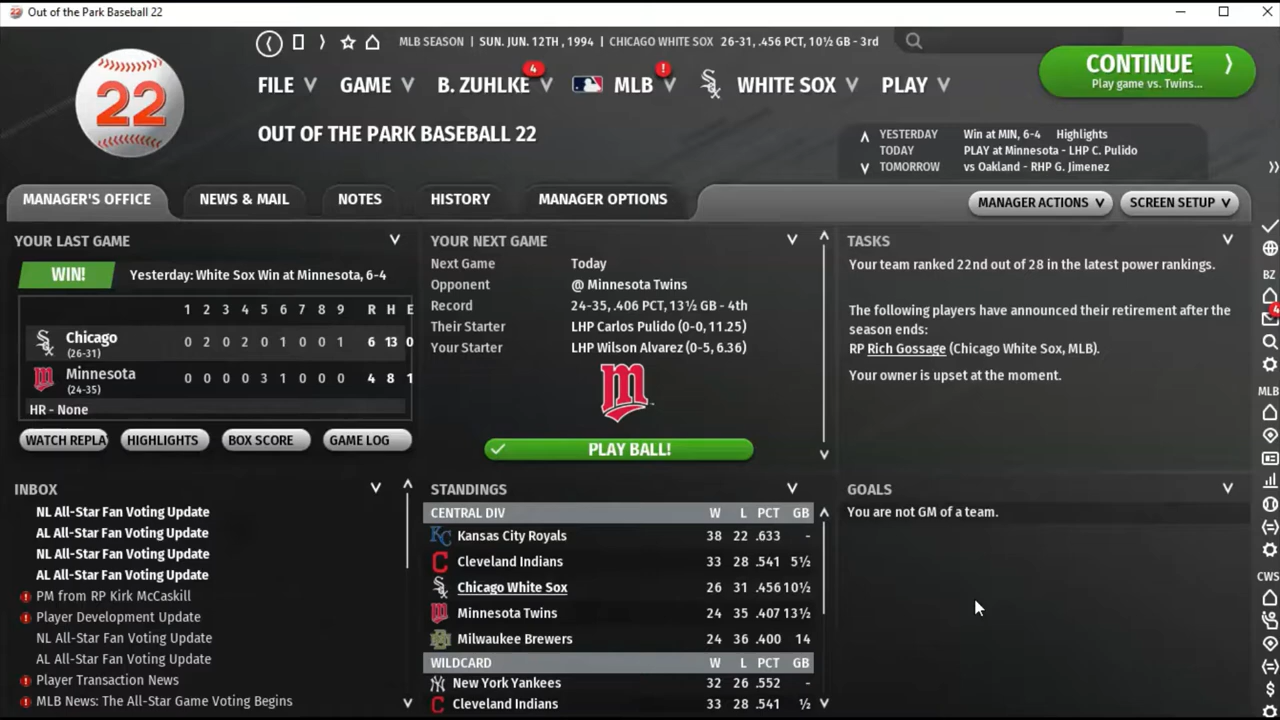 Out of the Park Baseball 22
MLB SEASON | SUN. JUN. 12TH , 1994 | CHICAGO WHITE SOX 26-31, .456 PCT, 10½ GB - 3rd
22
FILE GAME B. ZUHLKE 4 MLB ! WHITE SOX PLAY
CONTINUE
Play game vs. Twins...
OUT OF THE PARK BASEBALL 22
YESTERDAY Win at MIN, 6-4 Highlights
TODAY PLAY at Minnesota - LHP C. Pulido
TOMORROW vs Oakland - RHP G. Jimenez
MANAGER'S OFFICE NEWS & MAIL NOTES HISTORY MANAGER OPTIONS MANAGER ACTIONS SCREEN SETUP
YOUR LAST GAME
WIN! Yesterday: White Sox Win at Minnesota, 6-4
1 2 3 4 5 6 7 8 9 R H E
Chicago 0 2 0 2 0 1 0 0 1 6 13 0
(26-31)
Minnesota 0 0 0 0 3 1 0 0 0 4 8 1
(24-35)
HR - None
WATCH REPLA HIGHLIGHTS BOX SCORE GAME LOG
YOUR NEXT GAME
Next Game Today
Opponent @ Minnesota Twins
Record 24-35, .406 PCT, 13½ GB - 4th
Their Starter LHP Carlos Pulido (0-0, 11.25)
Your Starter LHP Wilson Alvarez (0-5, 6.36)
PLAY BALL!
TASKS
Your team ranked 22nd out of 28 in the latest power rankings.
The following players have announced their retirement after the
season ends:
RP Rich Gossage (Chicago White Sox, MLB).
Your owner is upset at the moment.
INBOX
NL All-Star Fan Voting Update
AL All-Star Fan Voting Update
NL All-Star Fan Voting Update
AL All-Star Fan Voting Update
PM from RP Kirk McCaskill
Player Development Update
NL All-Star Fan Voting Update
AL All-Star Fan Voting Update
Player Transaction News
MLB News: The All-Star Game Voting Begins
STANDINGS
CENTRAL DIV W L PCT GB
Kansas City Royals 38 22 .633 -
Cleveland Indians 33 28 .541 5½
Chicago White Sox 26 31 .456 10½
Minnesota Twins 24 35 .407 13½
Milwaukee Brewers 24 36 .400 14
WILDCARD W L PCT GB
New York Yankees 32 26 .552 -
Cleveland Indians 33 28 .541 ½
GOALS
You are not GM of a team.
BZ
4
MLB
CWS